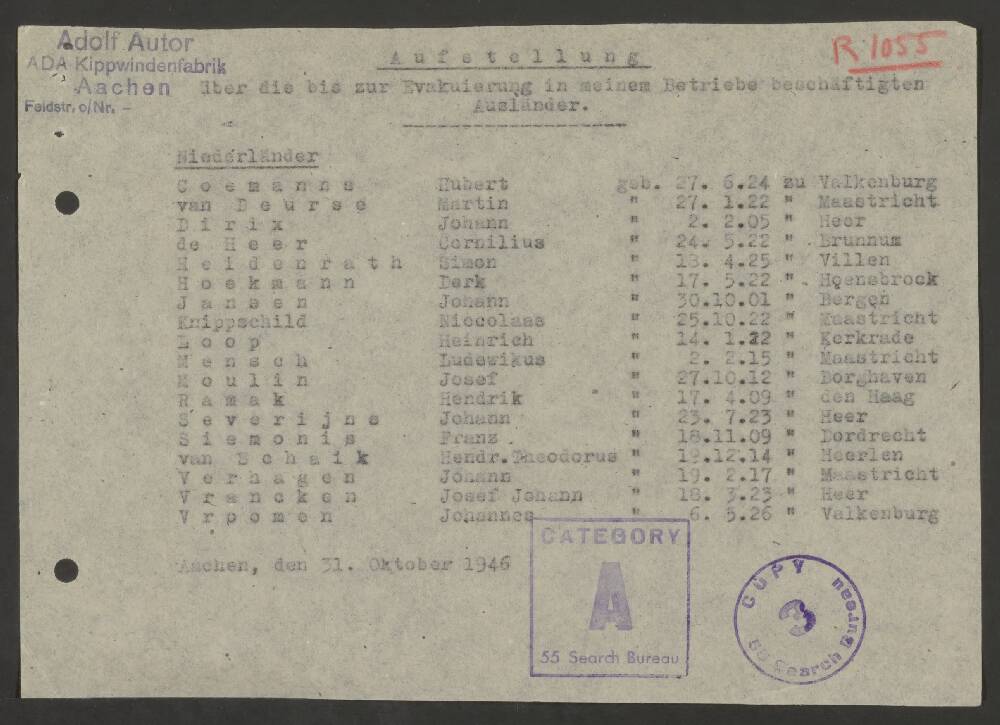 Adolf Autor
ADA Kippwindenfabrik
Aachen
Feldstr. o/Nr. –
R 1055
Aufstellung
über die bis zur Evakuierung in meinem Betriebe beschäftigten
Ausländer.
Niederländer
Coemanns Hubert geb. 27. 6.24 zu Valkenburg
van Deurse Martin " 27. 1.22 " Maastricht
Dirix Johann " 2. 2.05 " Heer
de Heer Cornilius " 24. 5.22 " Brunnum
Heidenrath Simon " 13. 4.25 " Villen
Hoekmann Derk " 17. 5.22 " Hoensbrock
Jansen Johann " 30.10.01 " Bergen
Knippschild Niccolaas " 25.10.22 " Maastricht
Loop Heinrich " 14. 1.22 " Kerkrade
Mensch Ludewikus " 2. 2.15 " Maastricht
Moulin Josef " 27.10.12 " Borghaven
Ramak Hendrik " 17. 4.09 " den Haag
Severijns Johann " 23. 7.23 " Heer
Siemonis Franz " 18.11.09 " Dordrecht
van Schaik Hendr.Theodorus " 19.12.14 " Heerlen
Verhagen Johann " 19. 2.17 " Maastricht
Vrancken Josef Johann " 18. 3.23 " Heer
Vrpomen Johannes " 6. 5.26 " Valkenburg
Aachen, den 31. Oktober 1946
CATEGORY
A
55 Search Bureau
COPY
3
55 Search Bureau